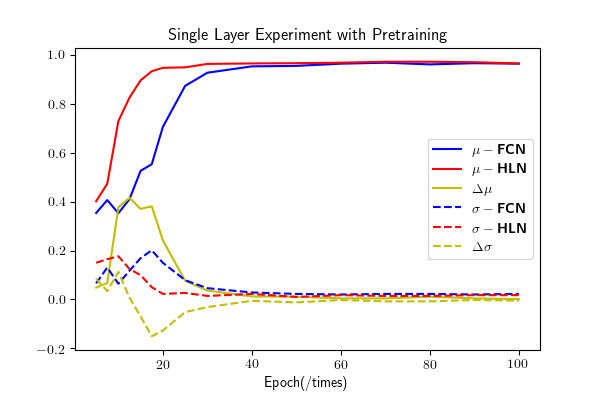 Single Layer Experiment with Pretraining
1.0
0.8
0.6
0.4
0.2
0.0
−0.2
μ − FCN
μ − HLN
Δμ
σ − FCN
σ − HLN
Δσ
20 40 60 80 100
Epoch(/times)